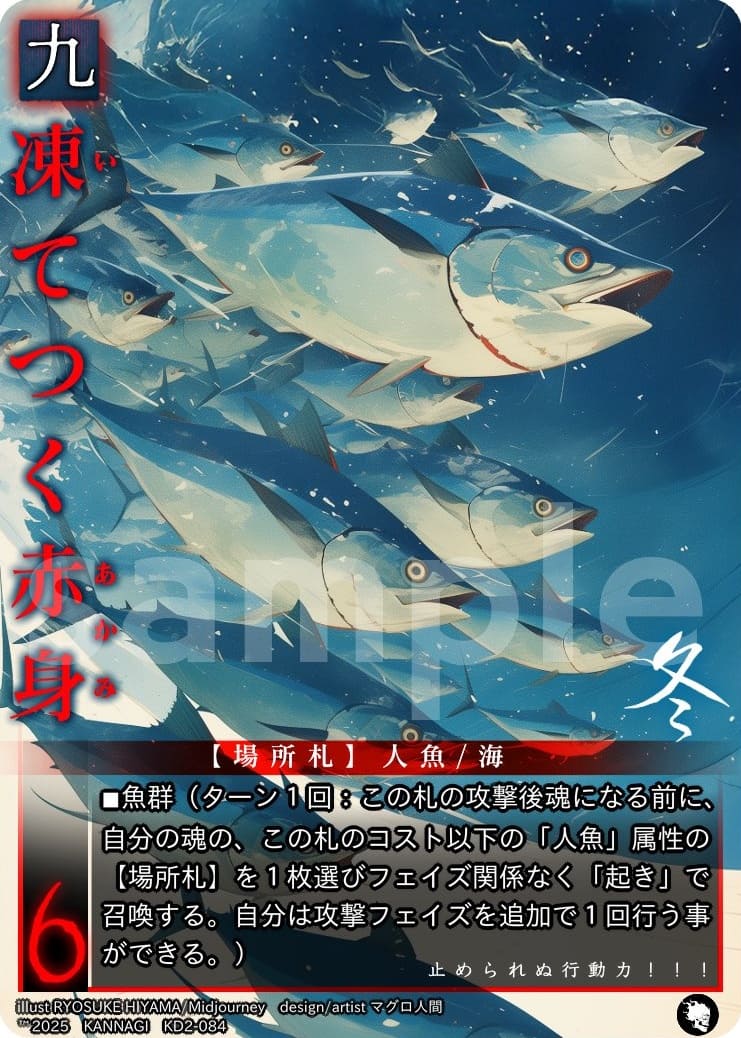 九
凍てつく赤身
い
あかみ
sample
冬
【場所札】人魚/海
■魚群（ターン１回：この札の攻撃後魂になる前に、
自分の魂の、この札のコスト以下の「人魚」属性の
【場所札】を１枚選びフェイズ関係なく「起き」で
召喚する。自分は攻撃フェイズを追加で１回行う事
ができる。）
6
止められぬ行動力！！！
illust RYOSUKE HIYAMA/Midjourney design/artist マグロ人間
™2025 KANNAGI KD2-084